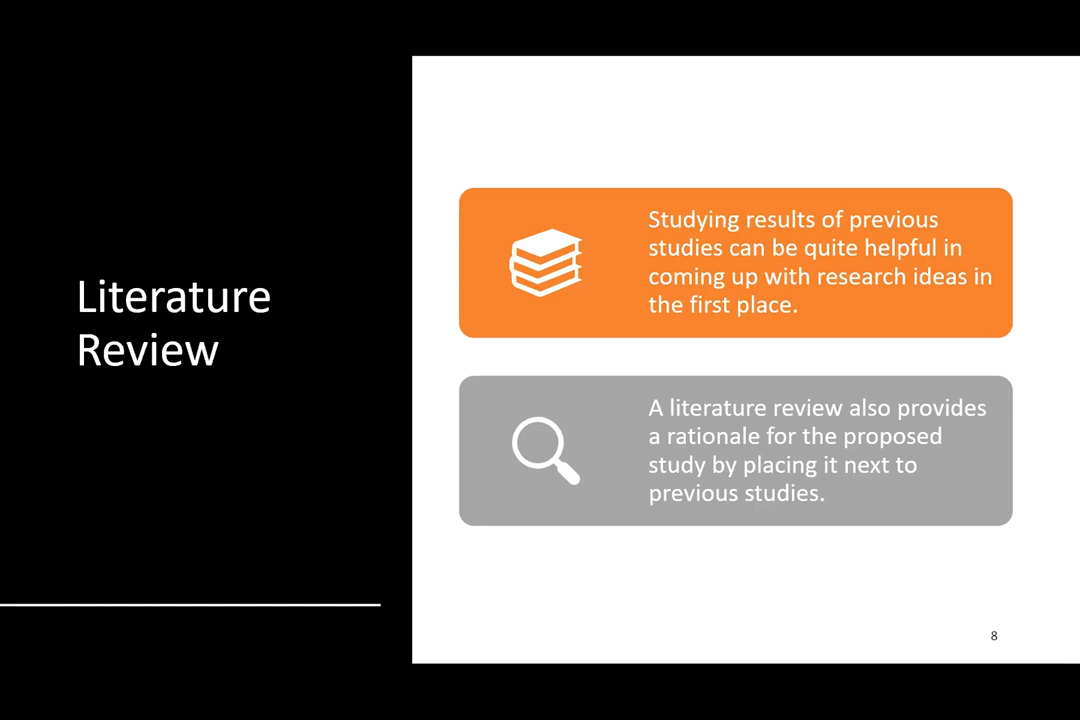 Literature
Review
Studying results of previous
studies can be quite helpful in
coming up with research ideas in
the first place.
A literature review also provides
a rationale for the proposed
study by placing it next to
previous studies.
8